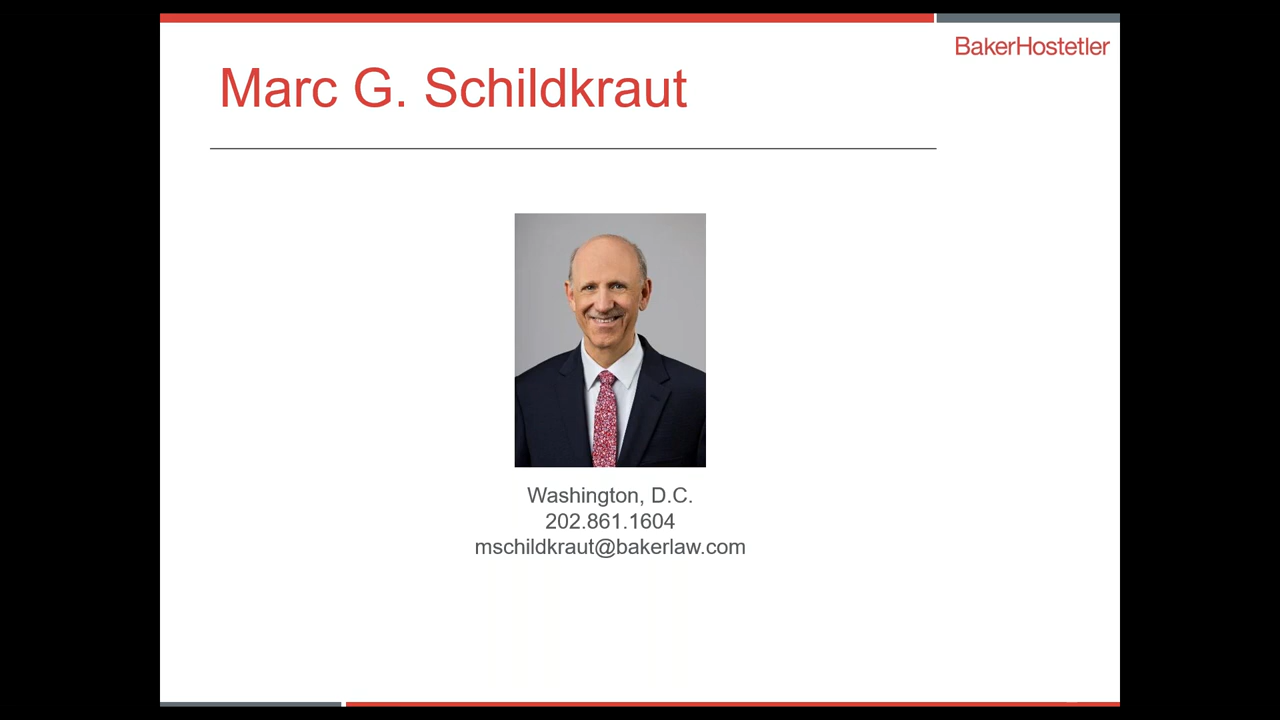 BakerHostetler
Marc G. Schildkraut
Washington, D.C.
202.861.1604
mschildkraut@bakerlaw.com